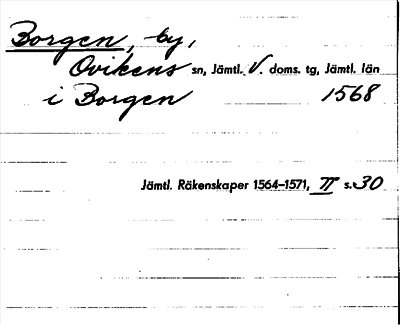 Borgen, by,
Ovikens sn, Jämtl. V. doms. tg, Jämtl. län
i Borgen 1568
Jämtl. Räkenskaper 1564–1571, II s. 30